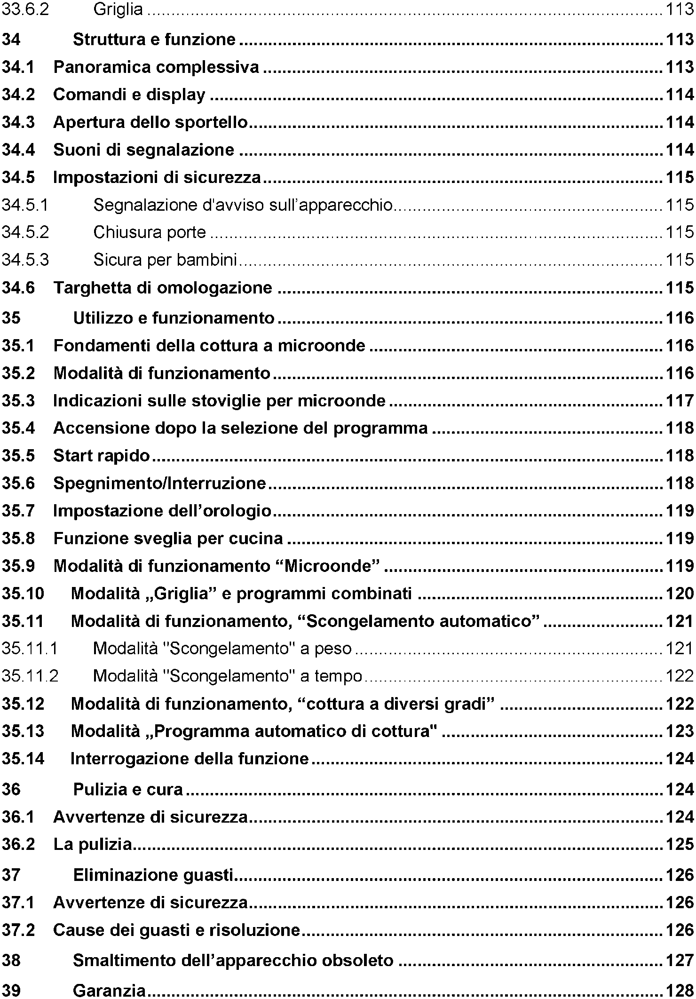 33.6.2 Griglia ........ 113
34 Struttura e funzione ........ 113
34.1 Panoramica complessiva ........ 113
34.2 Comandi e display ........ 114
34.3 Apertura dello sportello ........ 114
34.4 Suoni di segnalazione ........ 114
34.5 Impostazioni di sicurezza ........ 115
34.5.1 Segnalazione d'avviso sull’apparecchio ........ 115
34.5.2 Chiusura porte ........ 115
34.5.3 Sicura per bambini ........ 115
34.6 Targhetta di omologazione ........ 115
35 Utilizzo e funzionamento ........ 116
35.1 Fondamenti della cottura a microonde ........ 116
35.2 Modalità di funzionamento ........ 116
35.3 Indicazioni sulle stoviglie per microonde ........ 117
35.4 Accensione dopo la selezione del programma ........ 118
35.5 Start rapido ........ 118
35.6 Spegnimento/Interruzione ........ 118
35.7 Impostazione dell’orologio ........ 119
35.8 Funzione sveglia per cucina ........ 119
35.9 Modalità di funzionamento “Microonde” ........ 119
35.10 Modalità „Griglia” e programmi combinati ........ 120
35.11 Modalità di funzionamento, “Scongelamento automatico” ........ 121
35.11.1 Modalità "Scongelamento" a peso ........ 121
35.11.2 Modalità "Scongelamento" a tempo ........ 122
35.12 Modalità di funzionamento, “cottura a diversi gradi” ........ 122
35.13 Modalità „Programma automatico di cottura" ........ 123
35.14 Interrogazione della funzione ........ 124
36 Pulizia e cura ........ 124
36.1 Avvertenze di sicurezza ........ 124
36.2 La pulizia ........ 125
37 Eliminazione guasti ........ 126
37.1 Avvertenze di sicurezza ........ 126
37.2 Cause dei guasti e risoluzione ........ 126
38 Smaltimento dell’apparecchio obsoleto ........ 127
39 Garanzia ........ 128